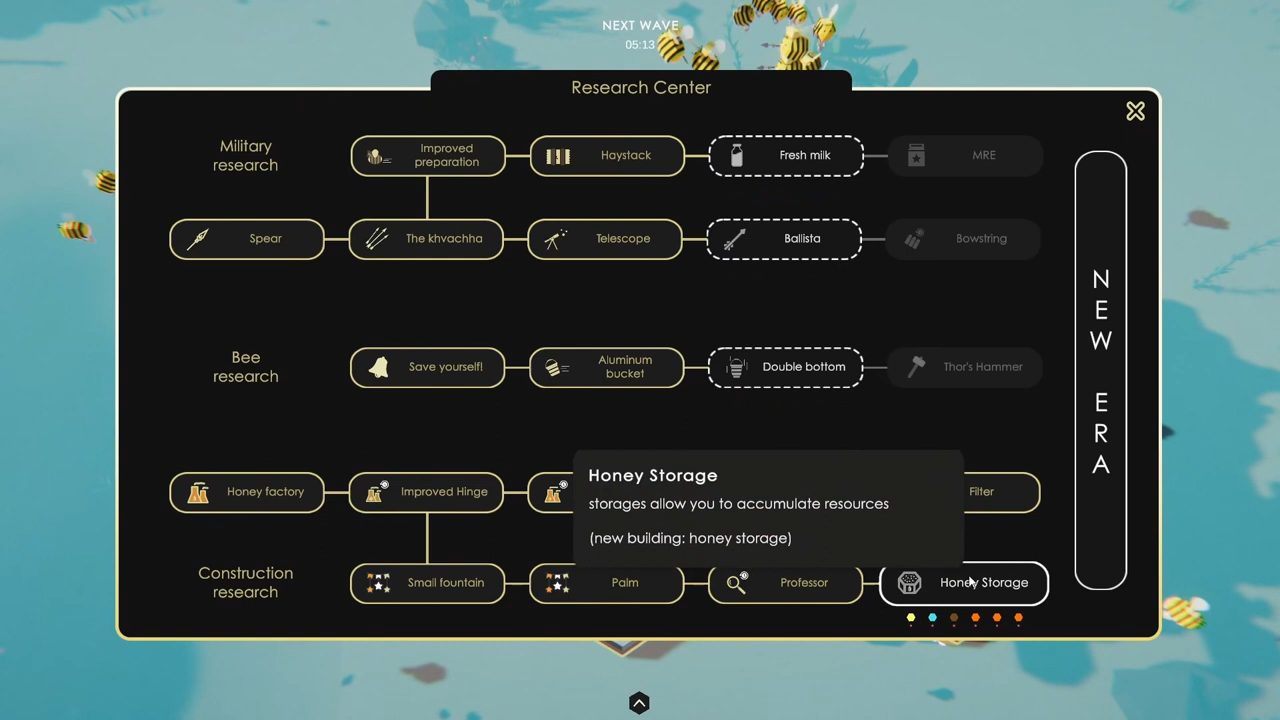 NEXT WAVE
05:13
Research Center
Military
research
Improved
preparation
Haystack
Fresh milk
MRE
Spear
The khvachha
Telescope
Ballista
Bowstring
Bee
research
Save yourself!
Aluminum
bucket
Double bottom
Thor's Hammer
Honey factory
Improved Hinge
Filter
Honey Storage
storages allow you to accumulate resources
(new building: honey storage)
Construction
research
Small fountain
Palm
Professor
Honey Storage
NEW ERA